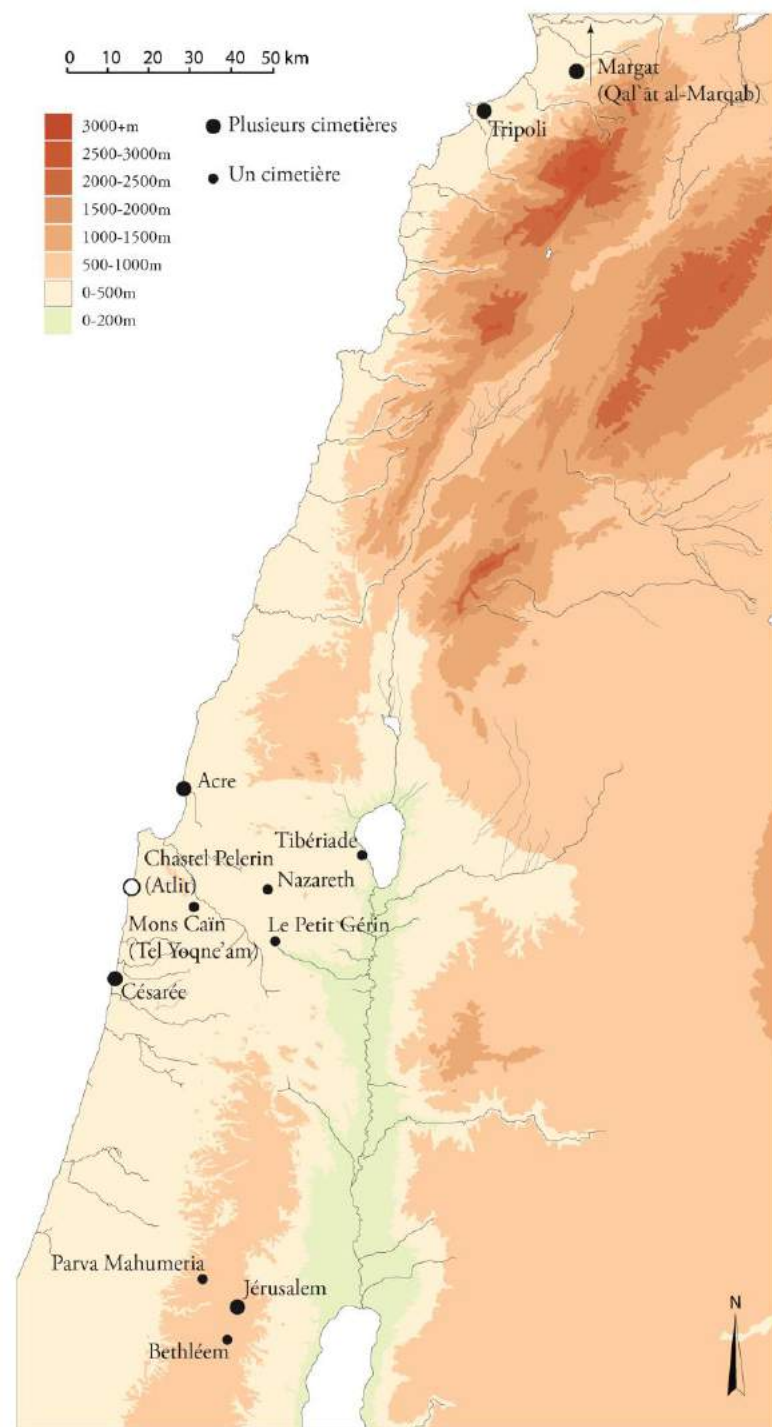 0 10 20 30 50 km
3000+m
2500-3000m
2000-2500m
1500-2000m
1000-1500m
500-1000m
0-500m
0-200m
Plusieurs cimetières
Un cimetière
Margat
(Qal`āt al-Marqab)
Tripoli
Acre
Tibériade
Chastel Pelerin
(Atlit)
Nazareth
Mons Caïn
(Tel Yoqne'am)
Le Petit Gérin
Césarée
Parva Mahumeria
Jérusalem
Bethléem
N